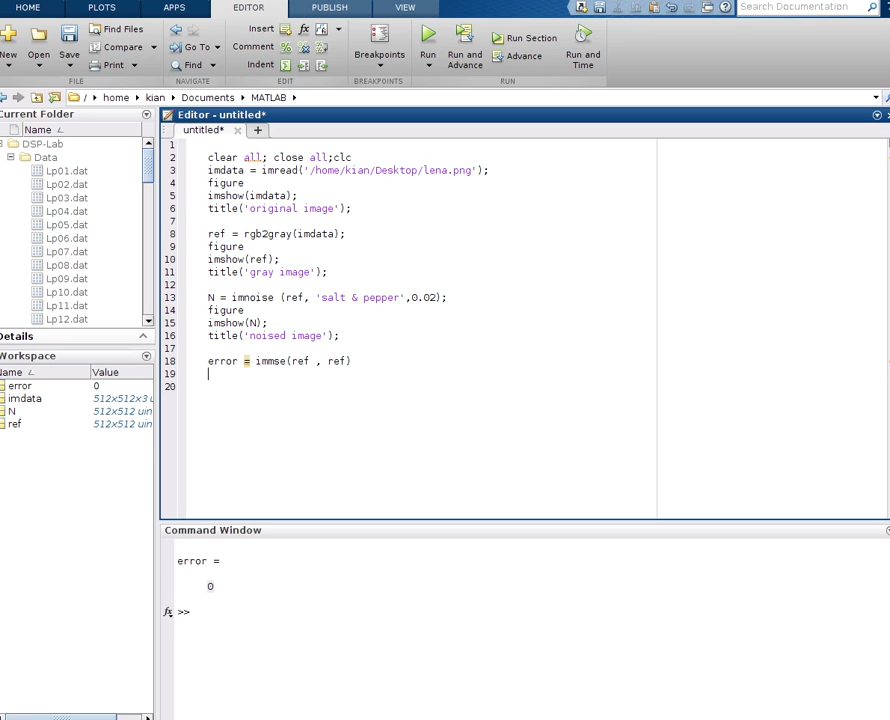 HOME PLOTS APPS EDITOR PUBLISH VIEW Search Documentation
Find Files Insert fx Run Section
Compare Comment % Advance
New Open Save Go To Breakpoints Run Run and Advance Run and Time
Print Find Indent
FILE NAVIGATE EDIT BREAKPOINTS RUN
/ home kian Documents MATLAB
Current Folder
Name
DSP-Lab
Data
Lp01.dat
Lp02.dat
Lp03.dat
Lp04.dat
Lp05.dat
Lp06.dat
Lp07.dat
Lp08.dat
Lp09.dat
Lp10.dat
Lp11.dat
Lp12.dat
Details
Workspace
Name Value
error 0
imdata 512x512x3 u
N 512x512 uin
ref 512x512 uin
Editor - untitled*
untitled*
1
2 clear all; close all;clc
3 imdata = imread('/home/kian/Desktop/lena.png');
4 figure
5 imshow(imdata);
6 title('original image');
7
8 ref = rgb2gray(imdata);
9 figure
10 imshow(ref);
11 title('gray image');
12
13 N = imnoise (ref, 'salt & pepper',0.02);
14 figure
15 imshow(N);
16 title('noised image');
17
18 error = immse(ref , ref)
19
20
Command Window
error =
0
fx >>